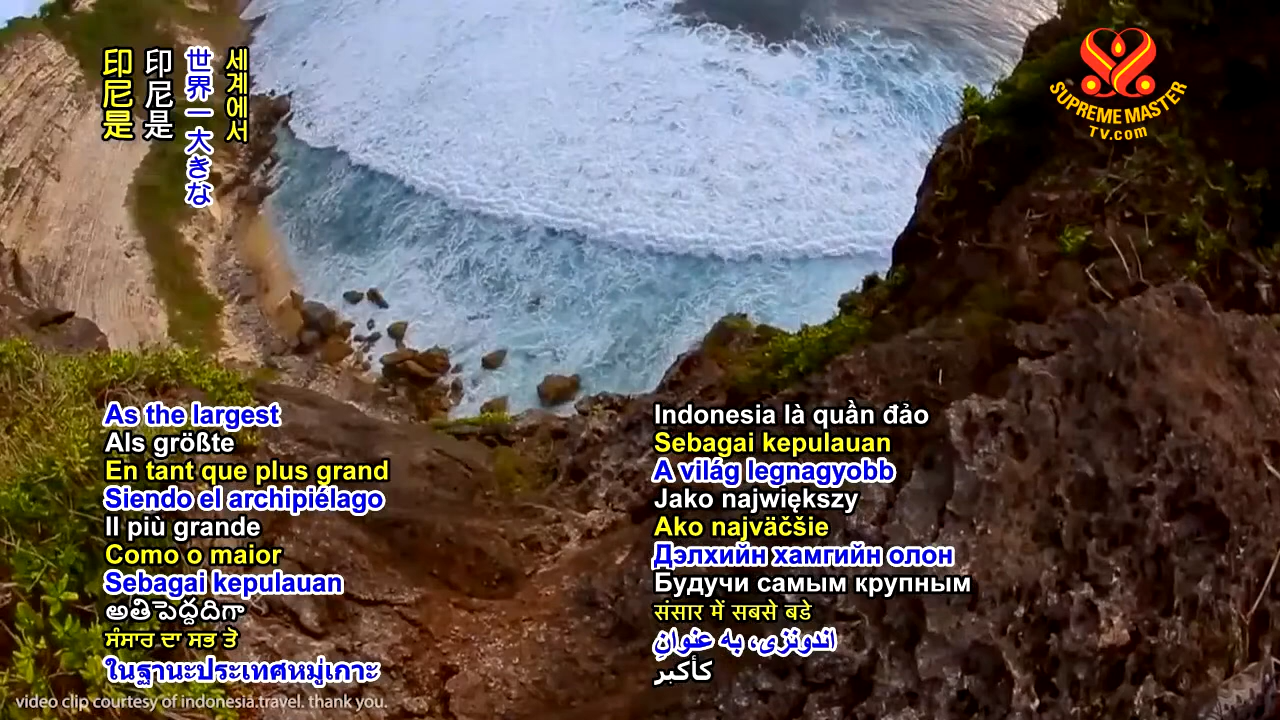 印尼是
印尼是
世界一大きな
세계에서
SUPREME MASTER
TV.com
As the largest
Als größte
En tant que plus grand
Siendo el archipiélago
Il più grande
Como o maior
Sebagai kepulauan
అతిపెద్దదిగా
ਸੰਸਾਰ ਦਾ ਸਭ ਤੋ
ในฐานะประเทศหมู่เกาะ
Indonesia là quần đảo
Sebagai kepulauan
A világ legnagyobb
Jako największy
Ako najväčšie
Дэлхийн хамгийн олон
Будучи самым крупным
संसार में सबसे बडे
اندونزی، به عنوانِ
كأكبر
video clip courtesy of indonesia.travel. thank you.